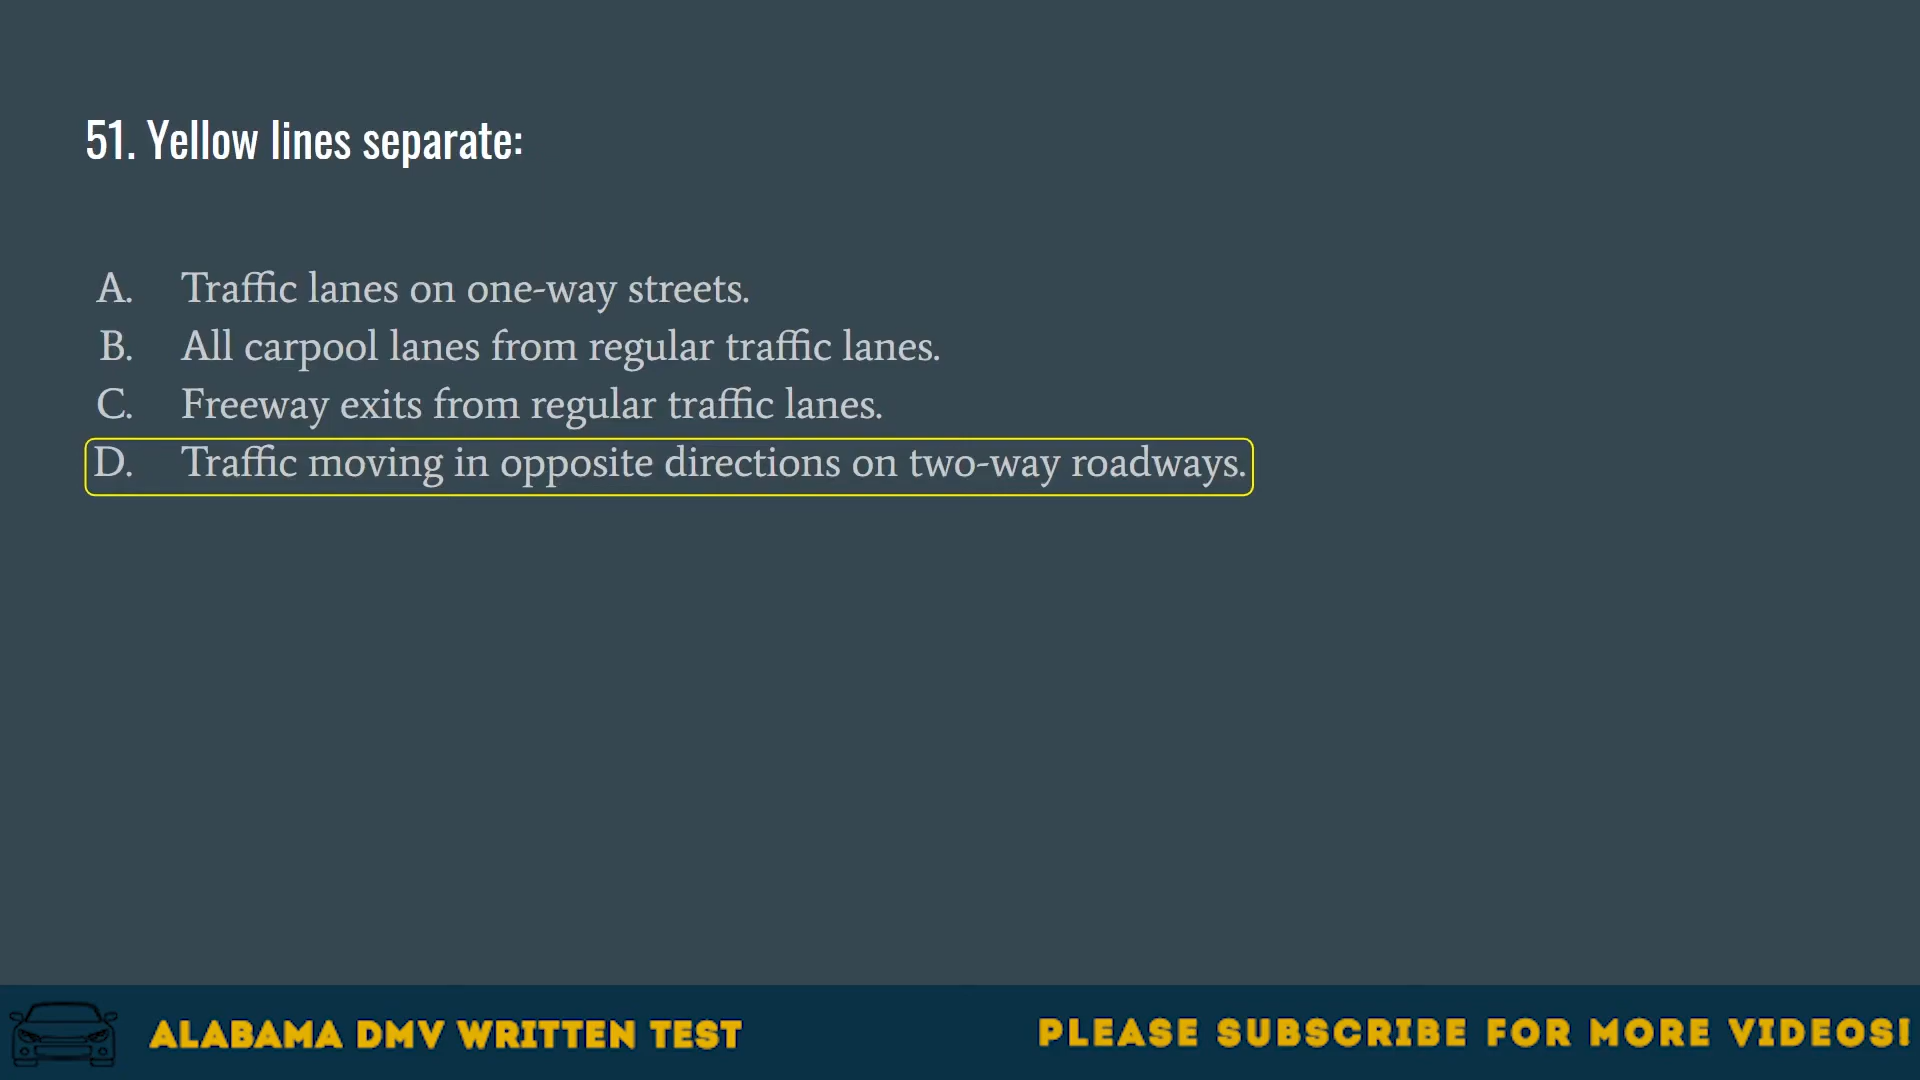 51. Yellow lines separate:
A. Traffic lanes on one-way streets.
B. All carpool lanes from regular traffic lanes.
C. Freeway exits from regular traffic lanes.
D. Traffic moving in opposite directions on two-way roadways.
ALABAMA DMV WRITTEN TEST
PLEASE SUBSCRIBE FOR MORE VIDEOS!